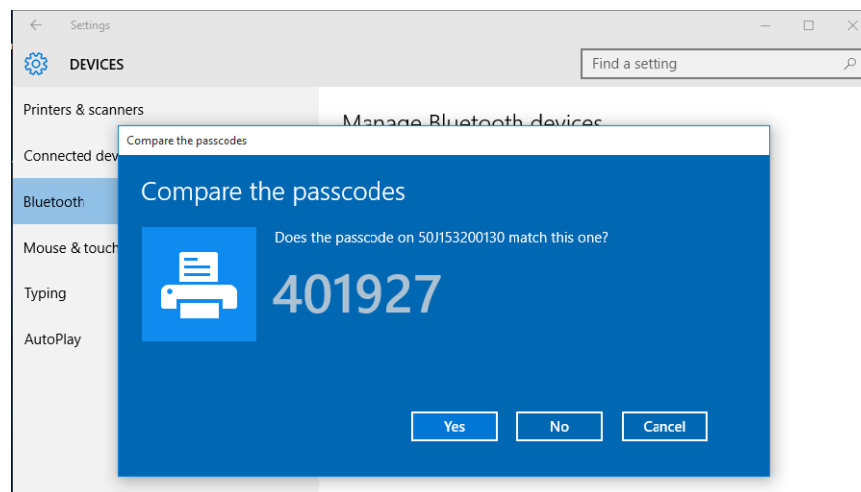 Settings
DEVICES
Find a setting
Printers & scanners
Manage Bluetooth devices
Compare the passcodes
Connected dev
Compare the passcodes
Bluetooth
Does the passcode on 50J153200130 match this one?
Mouse & touch
401927
Typing
AutoPlay
Yes No Cancel